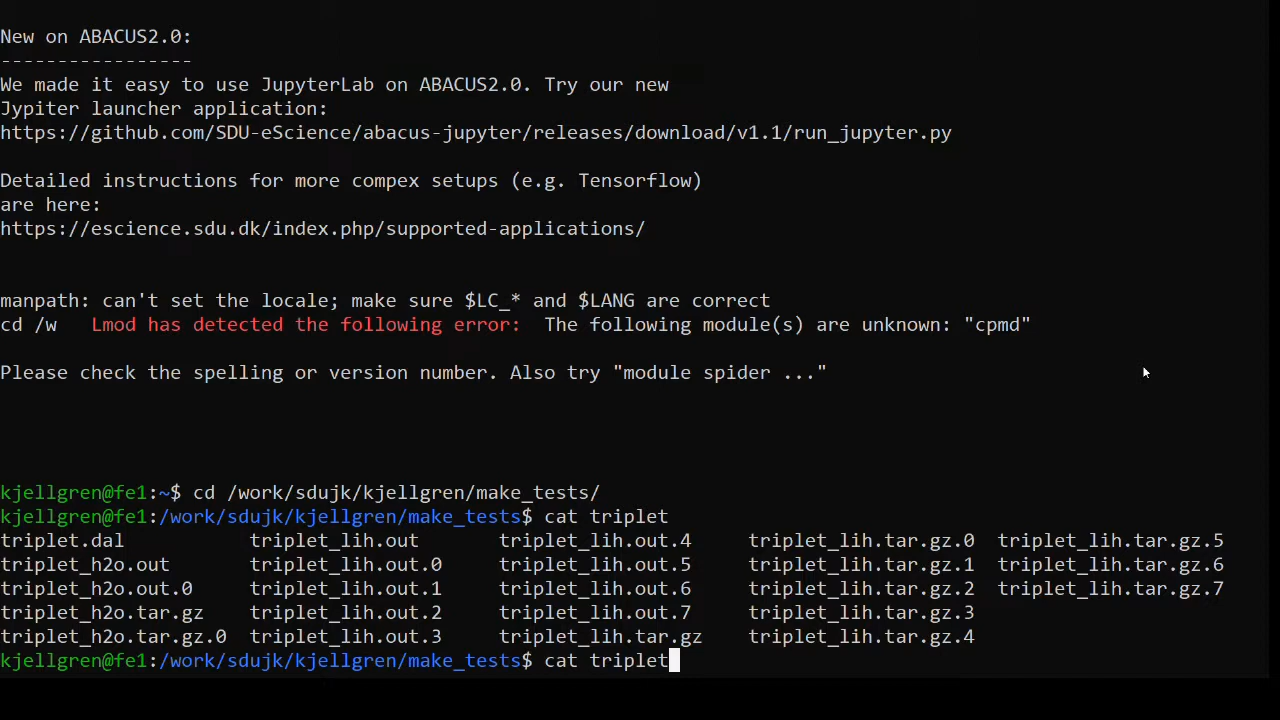 New on ABACUS2.0:
-----------------
We made it easy to use JupyterLab on ABACUS2.0. Try our new
Jypiter launcher application:
https://github.com/SDU-eScience/abacus-jupyter/releases/download/v1.1/run_jupyter.py
Detailed instructions for more compex setups (e.g. Tensorflow)
are here:
https://escience.sdu.dk/index.php/supported-applications/
manpath: can't set the locale; make sure $LC_* and $LANG are correct
cd /w   Lmod has detected the following error:  The following module(s) are unknown: "cpmd"
Please check the spelling or version number. Also try "module spider ..."
kjellgren@fe1:~$ cd /work/sdujk/kjellgren/make_tests/
kjellgren@fe1:/work/sdujk/kjellgren/make_tests$ cat triplet
triplet.dal           triplet_lih.out       triplet_lih.out.4     triplet_lih.tar.gz.0  triplet_lih.tar.gz.5
triplet_h2o.out       triplet_lih.out.0     triplet_lih.out.5     triplet_lih.tar.gz.1  triplet_lih.tar.gz.6
triplet_h2o.out.0     triplet_lih.out.1     triplet_lih.out.6     triplet_lih.tar.gz.2  triplet_lih.tar.gz.7
triplet_h2o.tar.gz    triplet_lih.out.2     triplet_lih.out.7     triplet_lih.tar.gz.3
triplet_h2o.tar.gz.0  triplet_lih.out.3     triplet_lih.tar.gz    triplet_lih.tar.gz.4
kjellgren@fe1:/work/sdujk/kjellgren/make_tests$ cat triplet